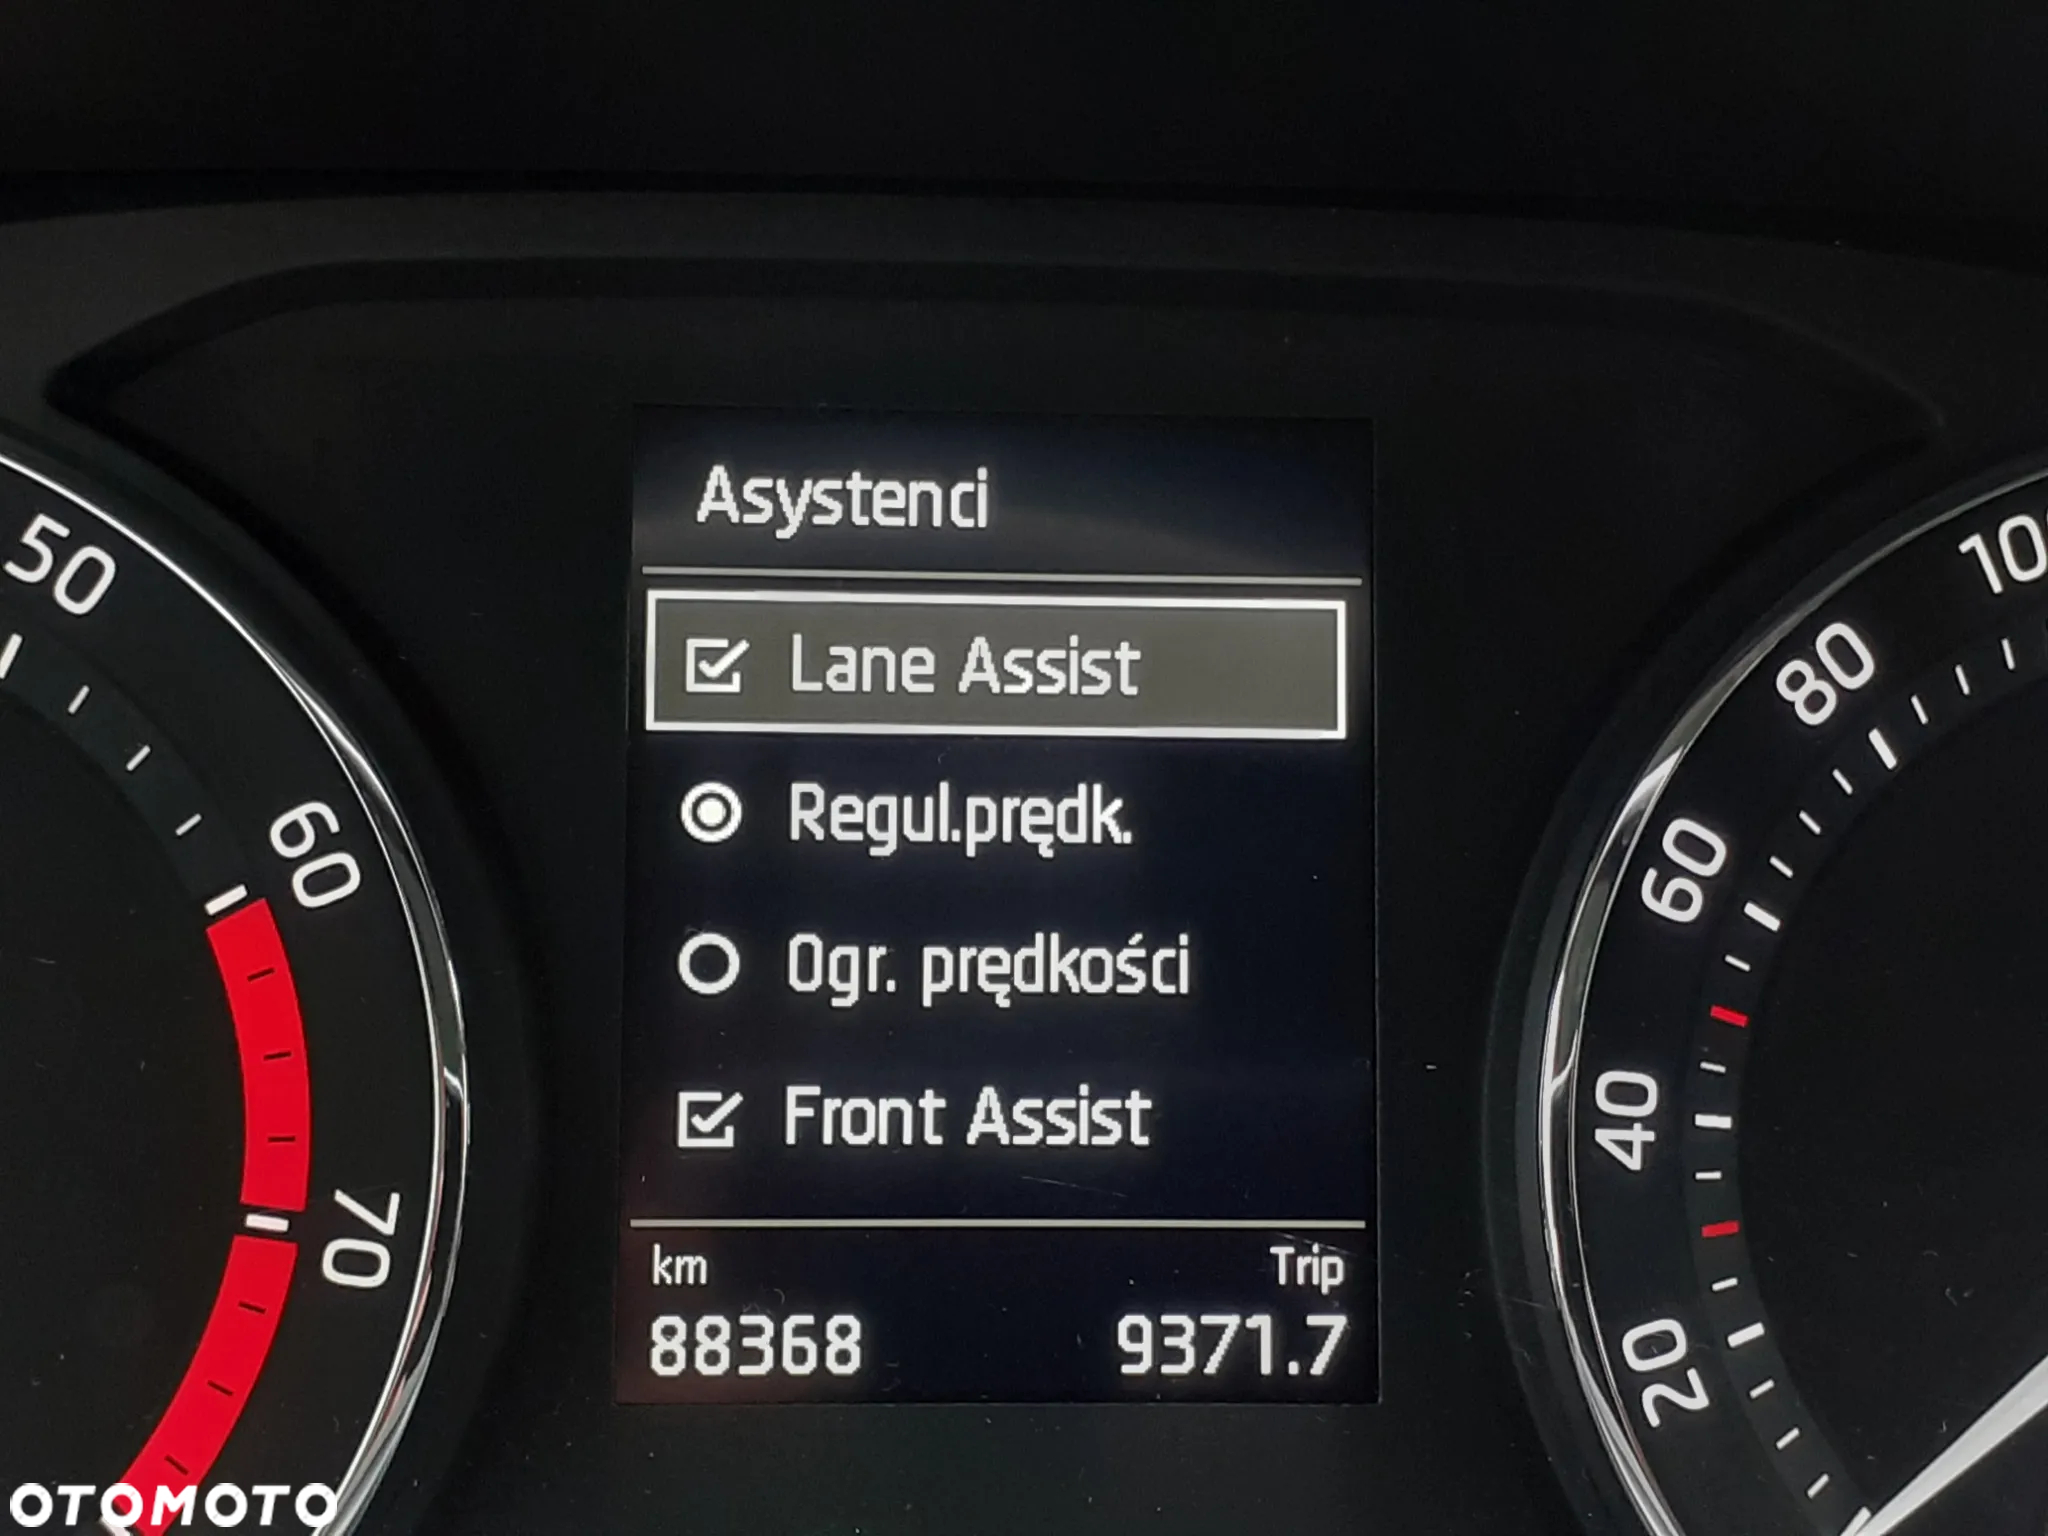 Asystenci
Lane Assist
Regul.prędk.
Ogr. prędkości
Front Assist
km
Trip
88368
9371.7
50
60
70
100
80
60
40
20
OTOMOTO